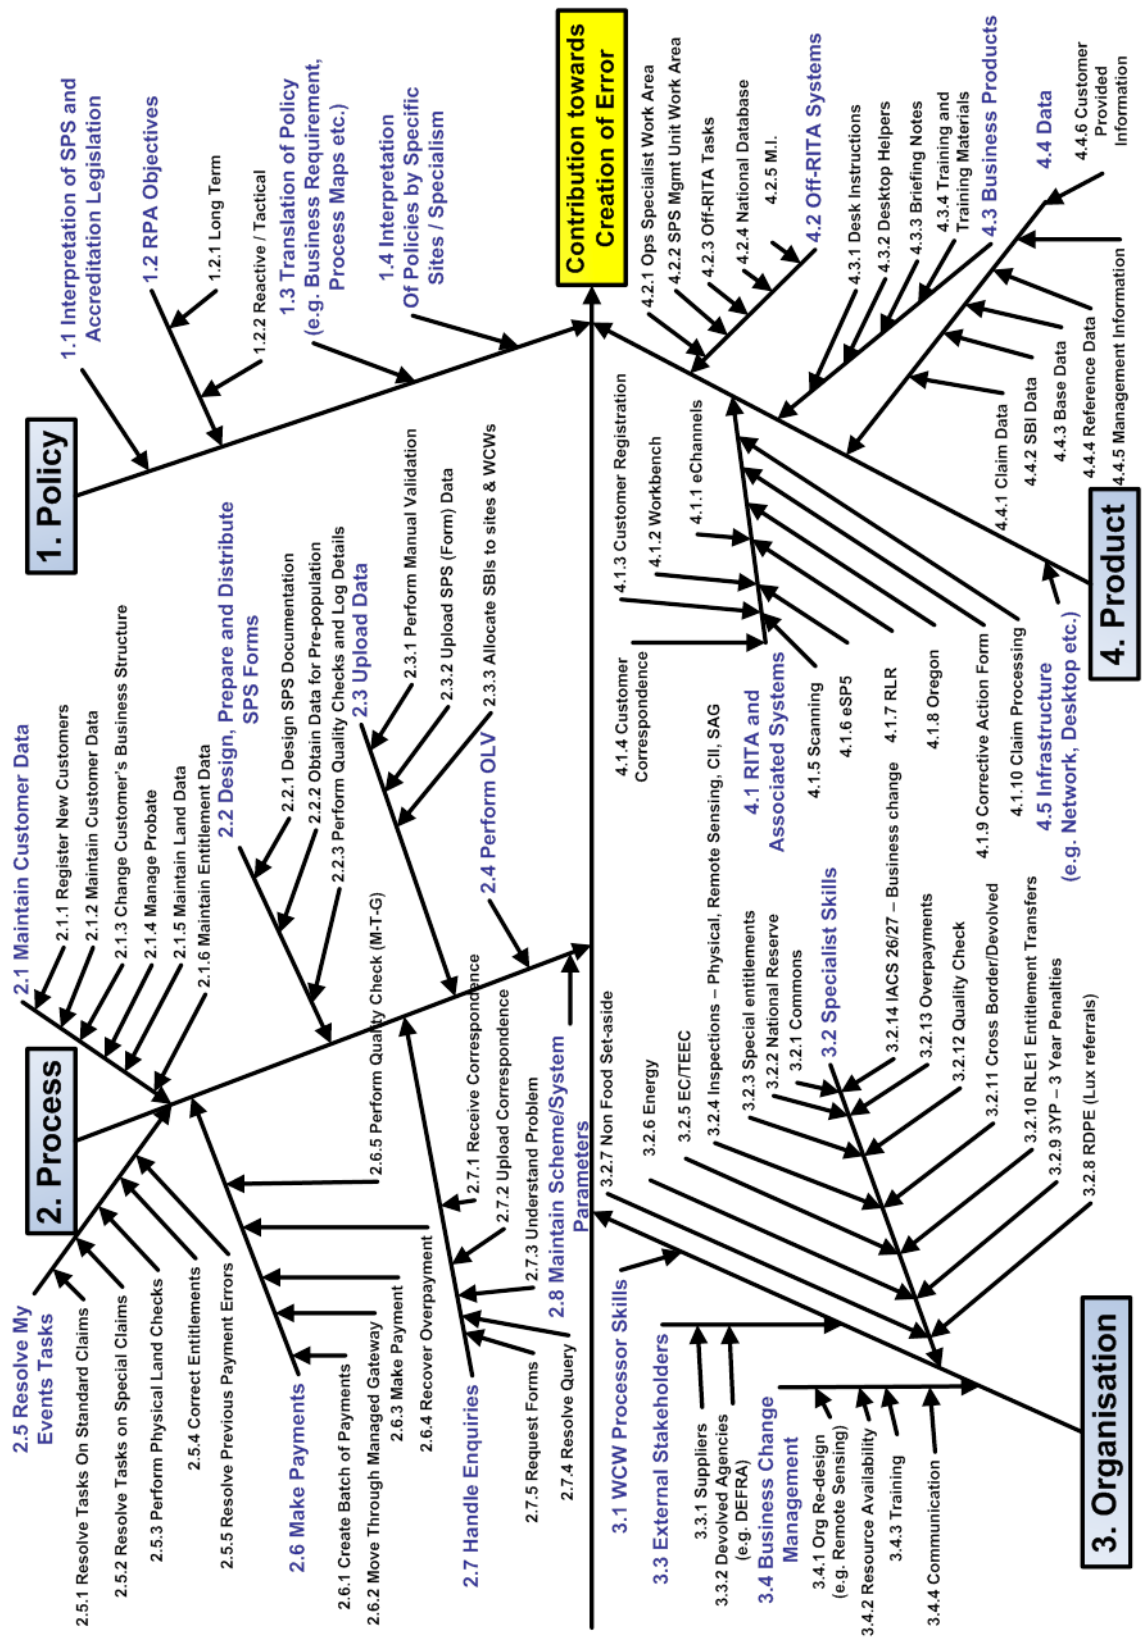 1. Policy
1.1 Interpretation of SPS and
Accreditation Legislation
1.2 RPA Objectives
1.2.1 Long Term
1.2.2 Reactive / Tactical
1.3 Translation of Policy
(e.g. Business Requirement,
Process Maps etc.)
1.4 Interpretation
Of Policies by Specific
Sites / Specialism
Contribution towards
Creation of Error
2. Process
2.1 Maintain Customer Data
2.1.1 Register New Customers
2.1.2 Maintain Customer Data
2.1.3 Change Customer's Business Structure
2.1.4 Manage Probate
2.1.5 Maintain Land Data
2.1.6 Maintain Entitlement Data
2.2 Design, Prepare and Distribute
SPS Forms
2.2.1 Design SPS Documentation
2.2.2 Obtain Data for Pre-population
2.2.3 Perform Quality Checks and Log Details
2.3 Upload Data
2.3.1 Perform Manual Validation
2.3.2 Upload SPS (Form) Data
2.3.3 Allocate SBIs to sites & WCWs
2.4 Perform OLV
2.5 Resolve My
Events Tasks
2.5.1 Resolve Tasks On Standard Claims
2.5.2 Resolve Tasks on Special Claims
2.5.3 Perform Physical Land Checks
2.5.4 Correct Entitlements
2.5.5 Resolve Previous Payment Errors
2.6 Make Payments
2.6.1 Create Batch of Payments
2.6.2 Move Through Managed Gateway
2.6.3 Make Payment
2.6.4 Recover Overpayment
2.6.5 Perform Quality Check (M-T-G)
2.7 Handle Enquiries
2.7.1 Receive Correspondence
2.7.2 Upload Correspondence
2.7.3 Understand Problem
2.7.5 Request Forms
2.7.4 Resolve Query
2.8 Maintain Scheme/System
Parameters
3. Organisation
3.1 WCW Processor Skills
3.3 External Stakeholders
3.3.1 Suppliers
3.3.2 Devolved Agencies
(e.g. DEFRA)
3.4 Business Change
Management
3.4.1 Org Re-design
(e.g. Remote Sensing)
3.4.2 Resource Availability
3.4.3 Training
3.4.4 Communication
3.2.7 Non Food Set-aside
3.2.6 Energy
3.2.5 EC/TEEC
3.2.4 Inspections – Physical, Remote Sensing, CII, SAG
3.2.3 Special entitlements
3.2.2 National Reserve
3.2.1 Commons
3.2 Specialist Skills
3.2.14 IACS 26/27 – Business change
3.2.13 Overpayments
3.2.12 Quality Check
3.2.11 Cross Border/Devolved
3.2.10 RLE1 Entitlement Transfers
3.2.9 3YP – 3 Year Penalties
3.2.8 RDPE (Lux referrals)
4. Product
4.1.4 Customer
Correspondence
4.1.3 Customer Registration
4.1.2 Workbench
4.1.1 eChannels
4.1 RITA and
Associated Systems
4.1.5 Scanning
4.1.6 eSP5
4.1.7 RLR
4.1.8 Oregon
4.1.9 Corrective Action Form
4.1.10 Claim Processing
4.5 Infrastructure
(e.g. Network, Desktop etc.)
4.2.1 Ops Specialist Work Area
4.2.2 SPS Mgmt Unit Work Area
4.2.3 Off-RITA Tasks
4.2.4 National Database
4.2.5 M.I.
4.2 Off-RITA Systems
4.3.1 Desk Instructions
4.3.2 Desktop Helpers
4.3.3 Briefing Notes
4.3.4 Training and
Training Materials
4.3 Business Products
4.4 Data
4.4.6 Customer
Provided
Information
4.4.1 Claim Data
4.4.2 SBI Data
4.4.3 Base Data
4.4.4 Reference Data
4.4.5 Management Information